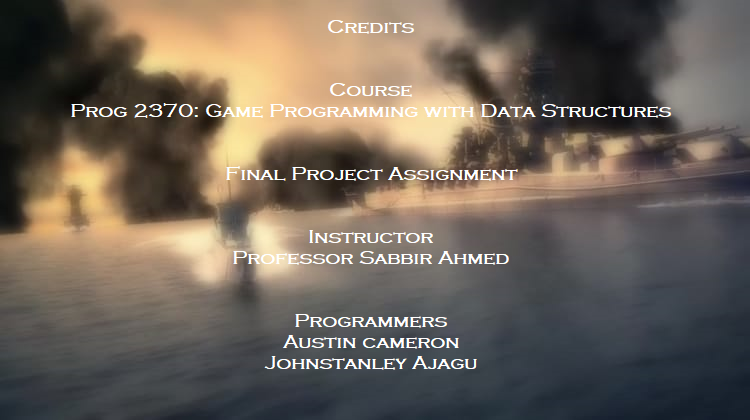 Credits
Course
Prog 2370: Game Programming with Data Structures
Final Project Assignment
Instructor
Professor Sabbir Ahmed
Programmers
Austin cameron
Johnstanley Ajagu